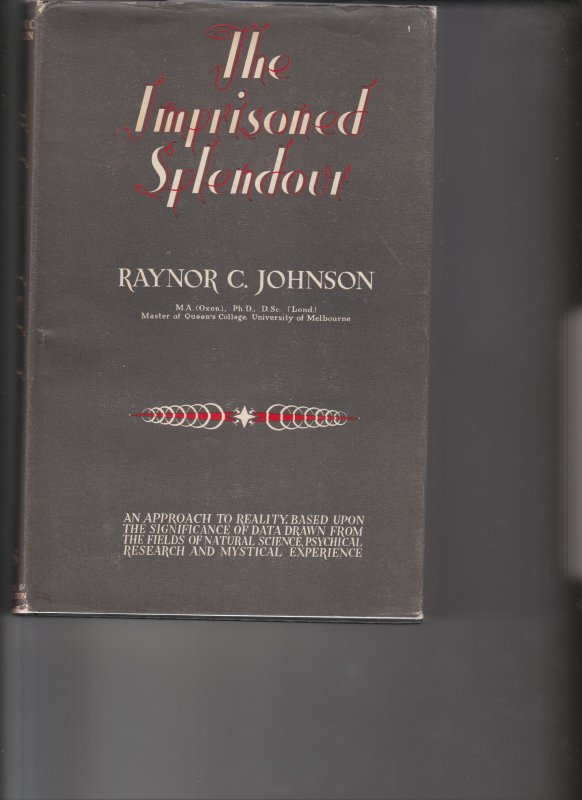 The
Imprisoned
Splendour
RAYNOR C. JOHNSON
M.A. (Oxon.), Ph.D., D.Sc. (Lond.)
Master of Queen's College, University of Melbourne
AN APPROACH TO REALITY, BASED UPON
THE SIGNIFICANCE OF DATA DRAWN FROM
THE FIELDS OF NATURAL SCIENCE, PSYCHICAL
RESEARCH AND MYSTICAL EXPERIENCE